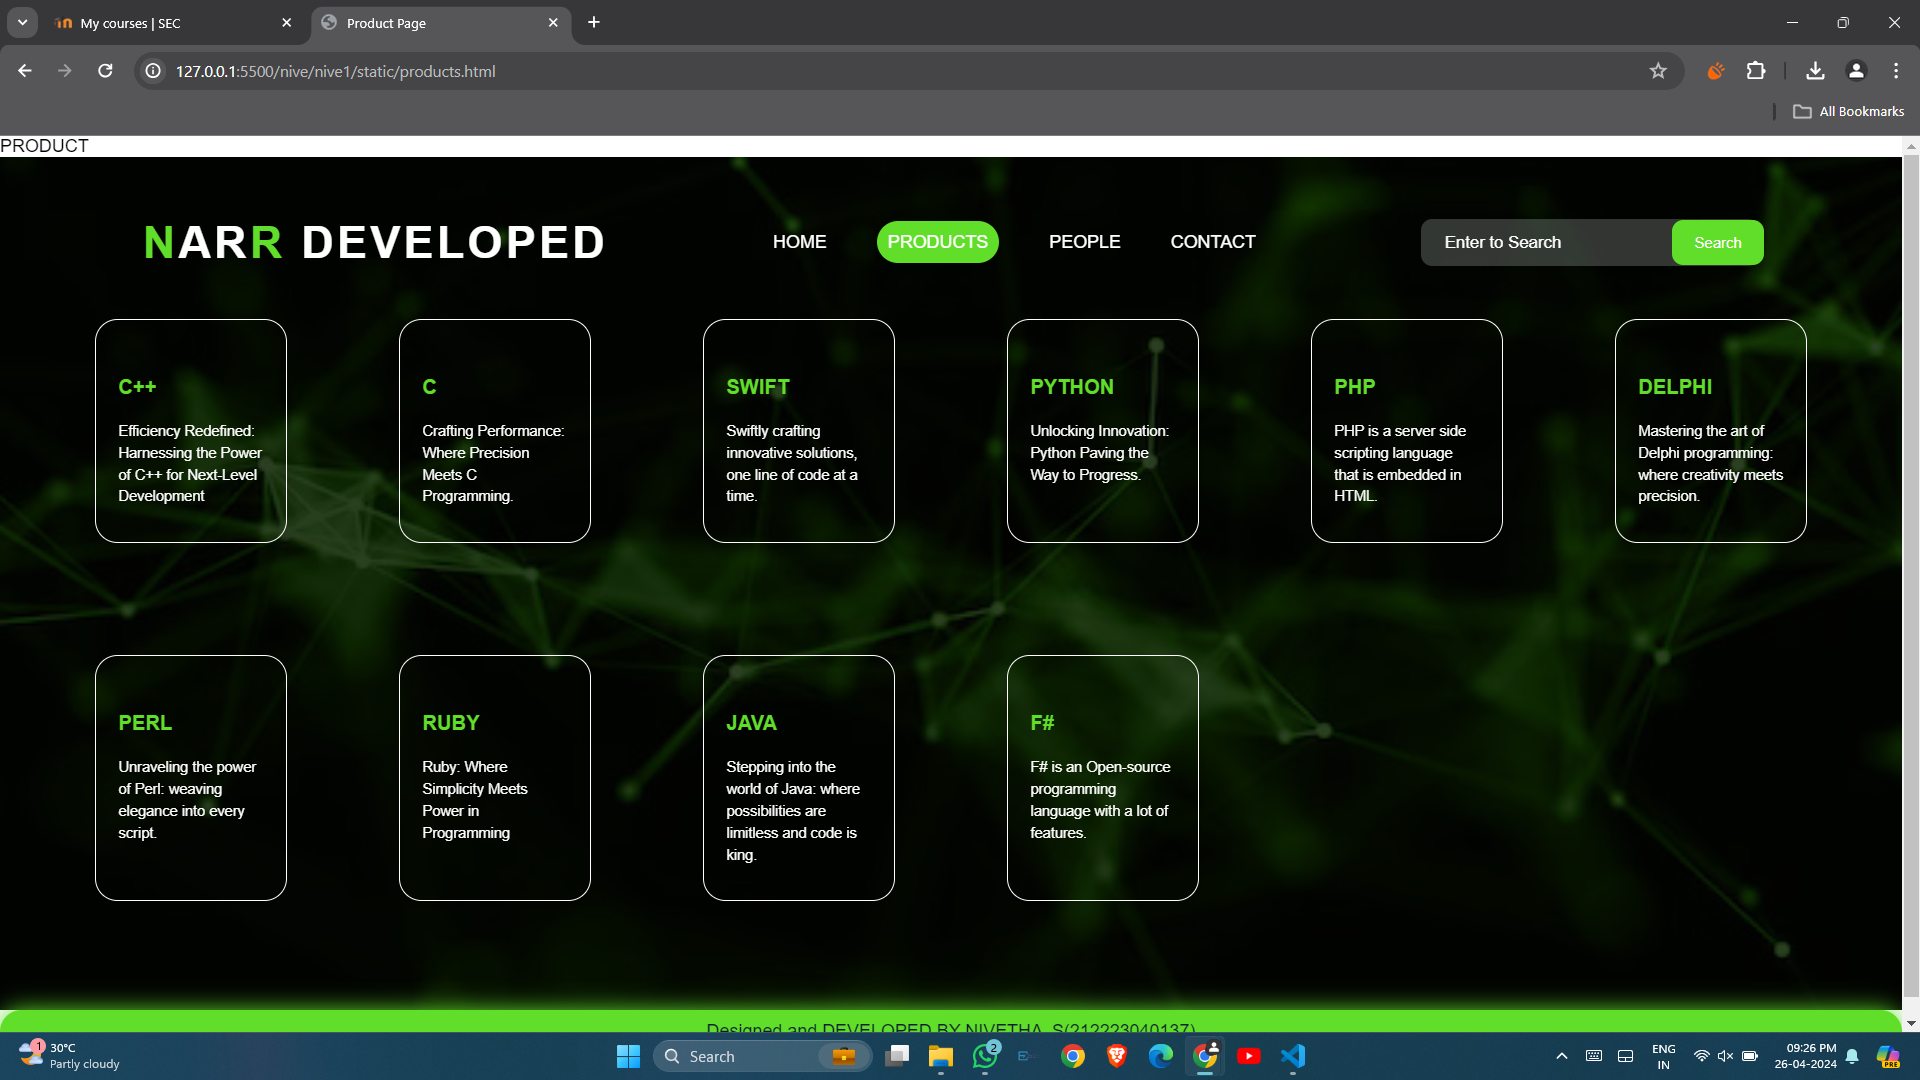 My courses | SEC
Product Page
127.0.0.1:5500/nive/nive1/static/products.html
All Bookmarks
PRODUCT
NARR DEVELOPED
HOME
PRODUCTS
PEOPLE
CONTACT
Enter to Search
Search
C++
Efficiency Redefined:
Harnessing the Power
of C++ for Next-Level
Development
C
Crafting Performance:
Where Precision
Meets C
Programming.
SWIFT
Swiftly crafting
innovative solutions,
one line of code at a
time.
PYTHON
Unlocking Innovation:
Python Paving the
Way to Progress.
PHP
PHP is a server side
scripting language
that is embedded in
HTML.
DELPHI
Mastering the art of
Delphi programming:
where creativity meets
precision.
PERL
Unraveling the power
of Perl: weaving
elegance into every
script.
RUBY
Ruby: Where
Simplicity Meets
Power in
Programming
JAVA
Stepping into the
world of Java: where
possibilities are
limitless and code is
king.
F#
F# is an Open-source
programming
language with a lot of
features.
Designed and DEVELOPED BY NIVETHA .S(212223040137)
1
30°C
Partly cloudy
Search
2
ENG
IN
09:26 PM
26-04-2024
PRE